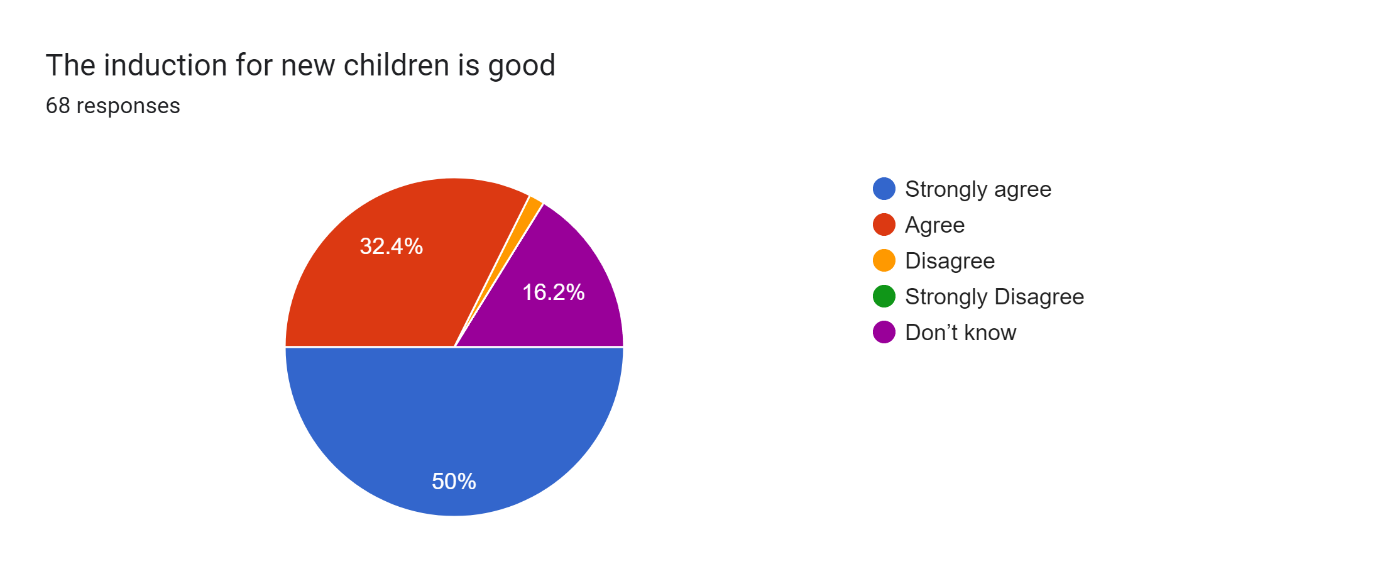 The induction for new children is good
68 responses
32.4%
16.2%
50%
Strongly agree
Agree
Disagree
Strongly Disagree
Don’t know